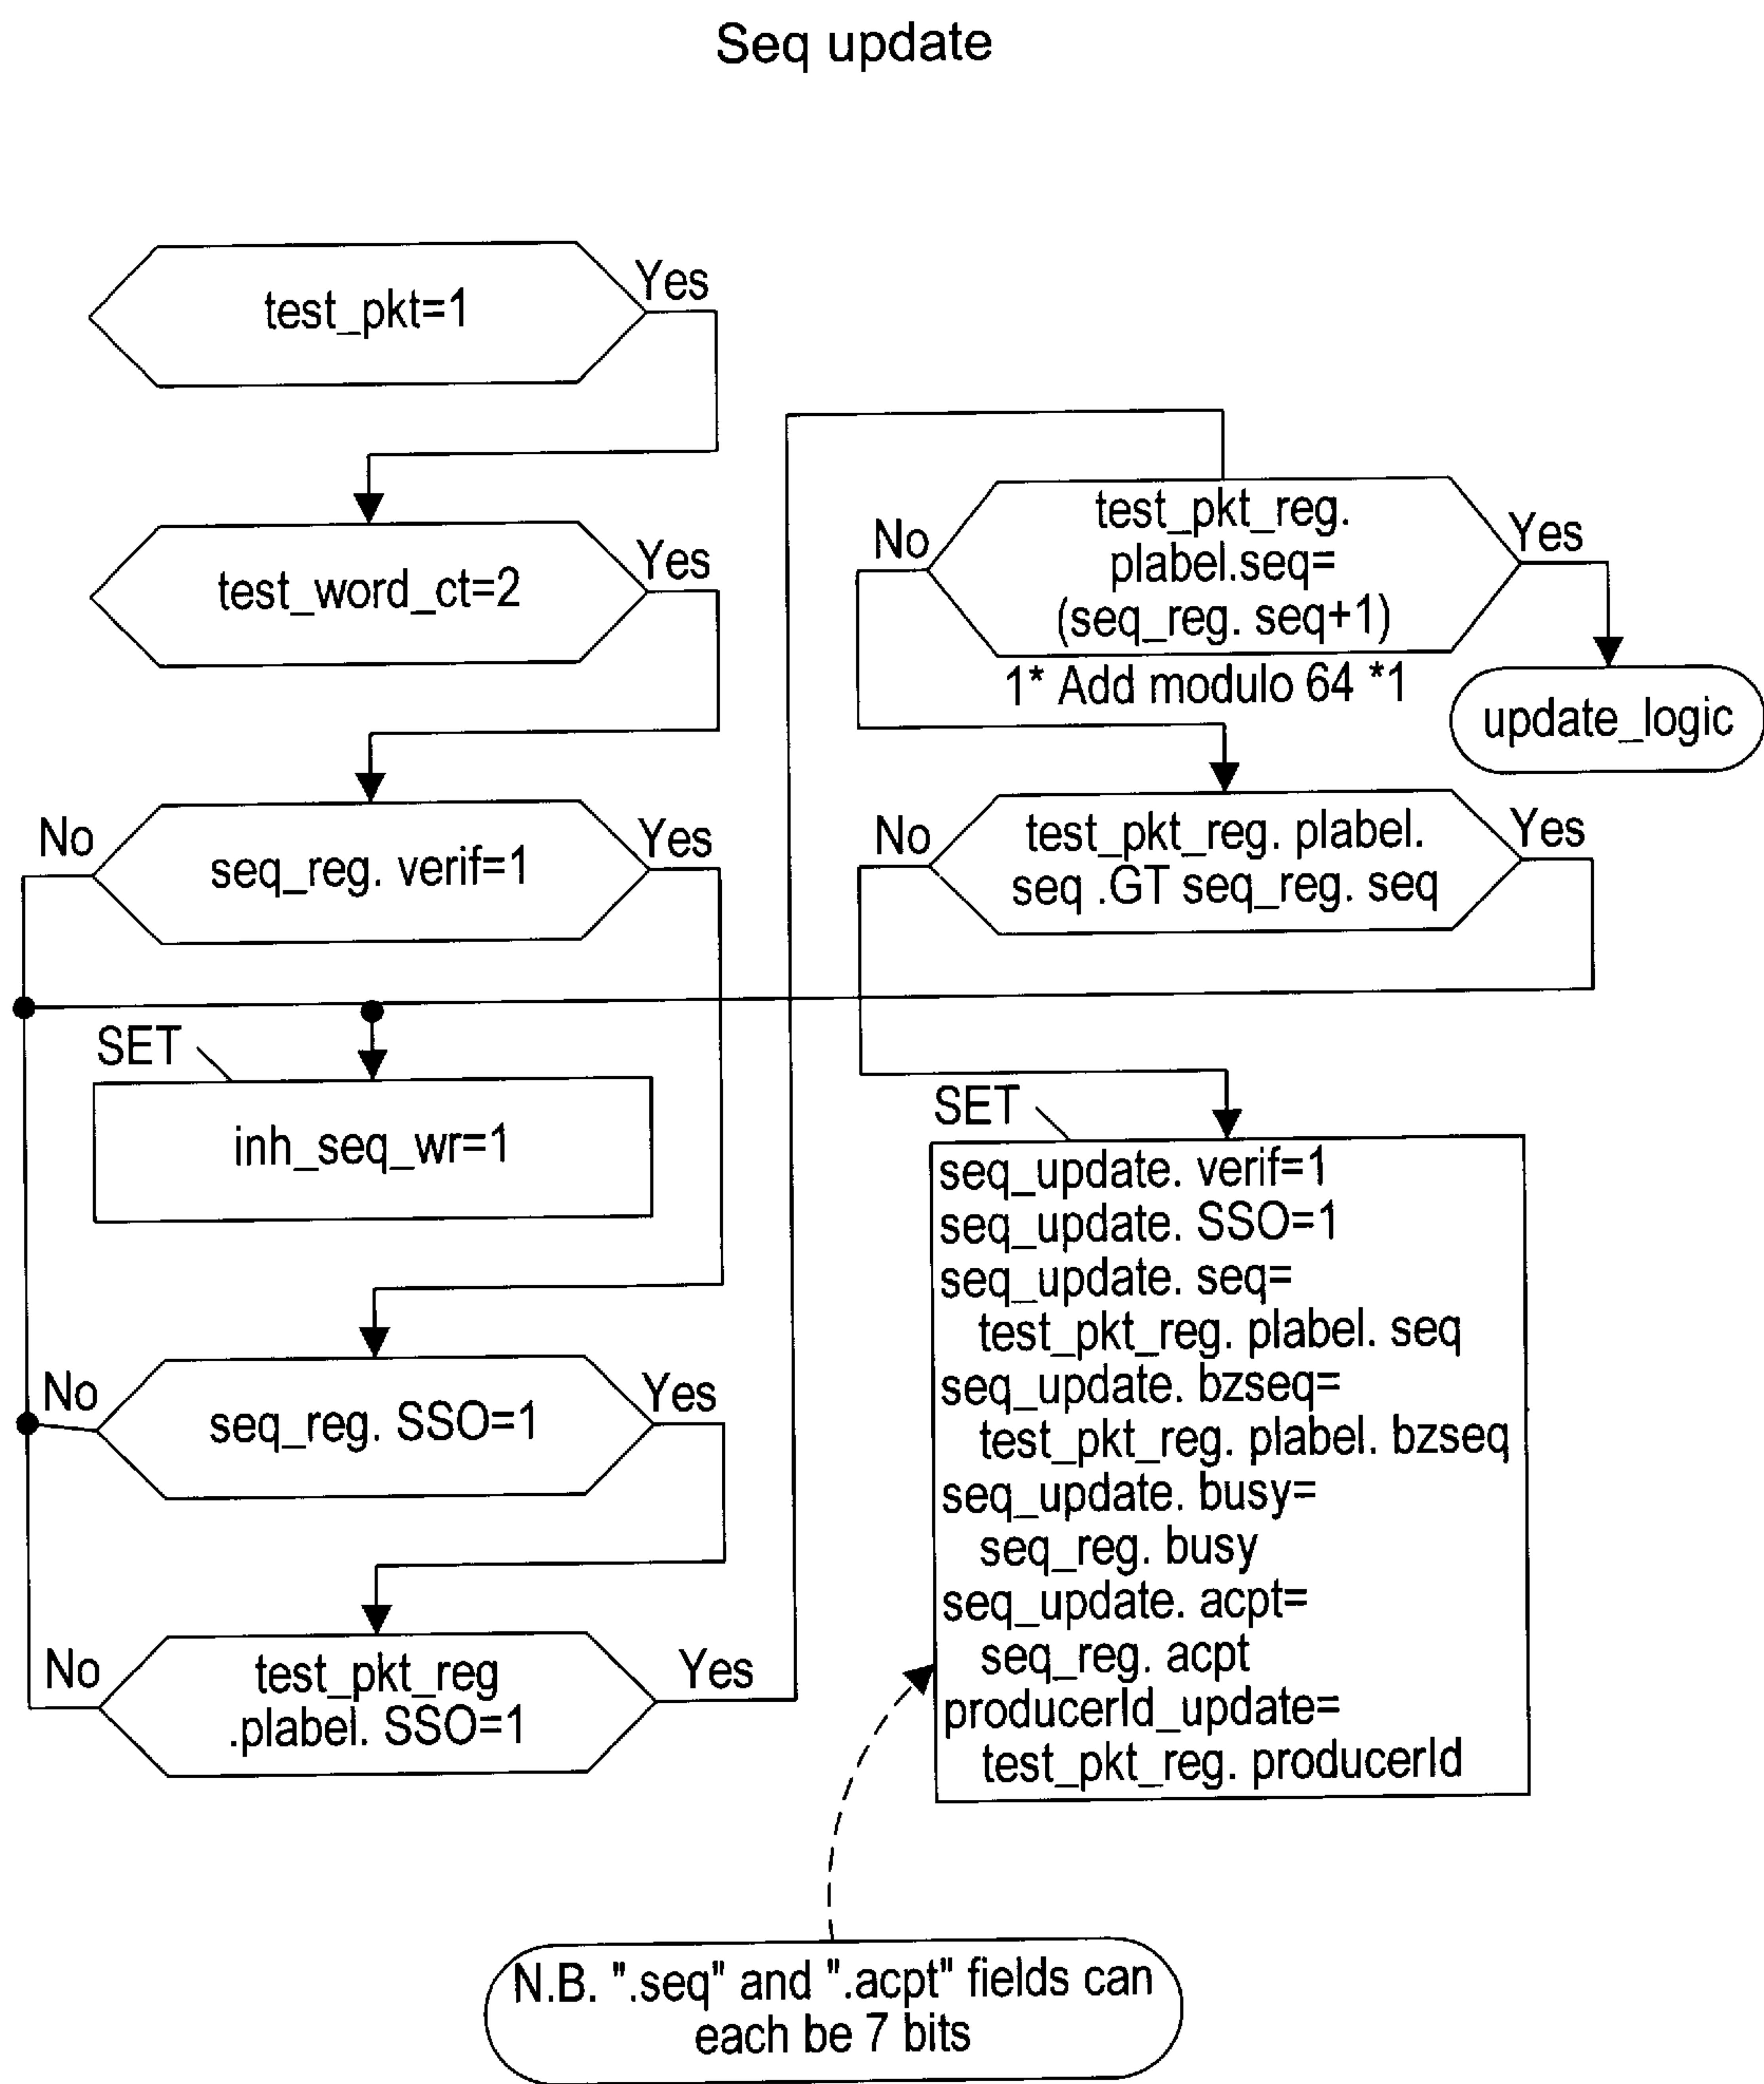 Seq update
test_pkt=1
Yes
test_word_ct=2
Yes
No
seq_reg. verif=1
Yes
SET
inh_seq_wr=1
No
seq_reg. SSO=1
Yes
No
test_pkt_reg
.plabel. SSO=1
Yes
No
test_pkt_reg.
plabel.seq=
(seq_reg. seq+1)
Yes
1* Add modulo 64 *1
update_logic
No
test_pkt_reg. plabel.
seq .GT seq_reg. seq
Yes
SET
seq_update. verif=1
seq_update. SSO=1
seq_update. seq=
test_pkt_reg. plabel. seq
seq_update. bzseq=
test_pkt_reg. plabel. bzseq
seq_update. busy=
seq_reg. busy
seq_update. acpt=
seq_reg. acpt
producerId_update=
test_pkt_reg. producerId
N.B. ".seq" and ".acpt" fields can
each be 7 bits